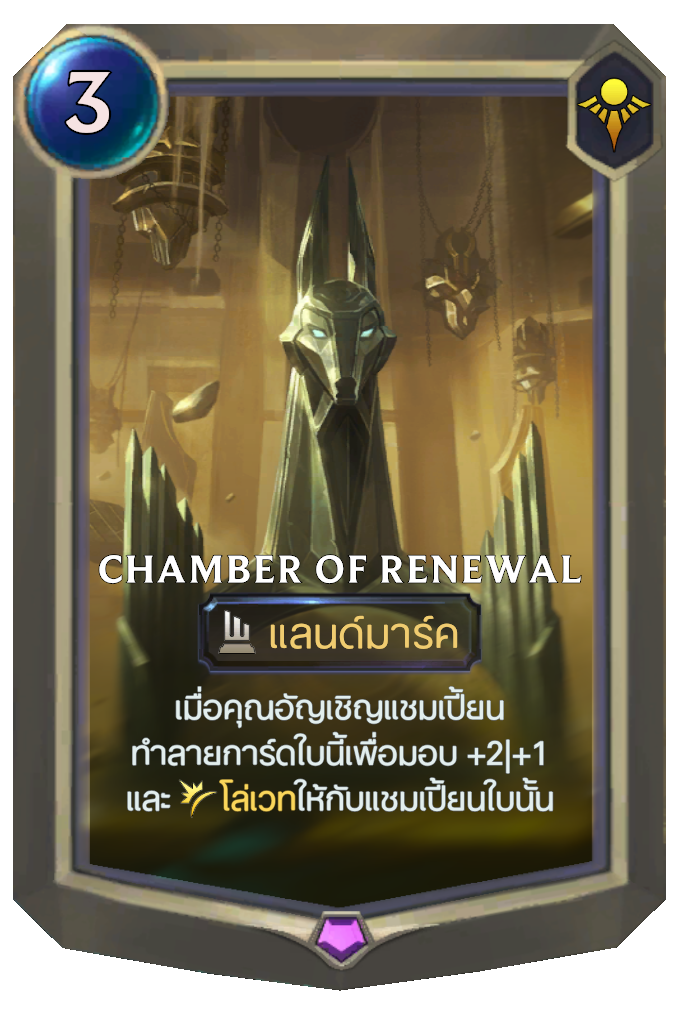 3
CHAMBER OF RENEWAL
แลนด์มาร์ค
เมื่อคุณอัญเชิญแชมเปี้ยน
ทำลายการ์ดใบนี้เพื่อมอบ +2|+1
และ โล่เวทให้กับแชมเปี้ยนใบนั้น